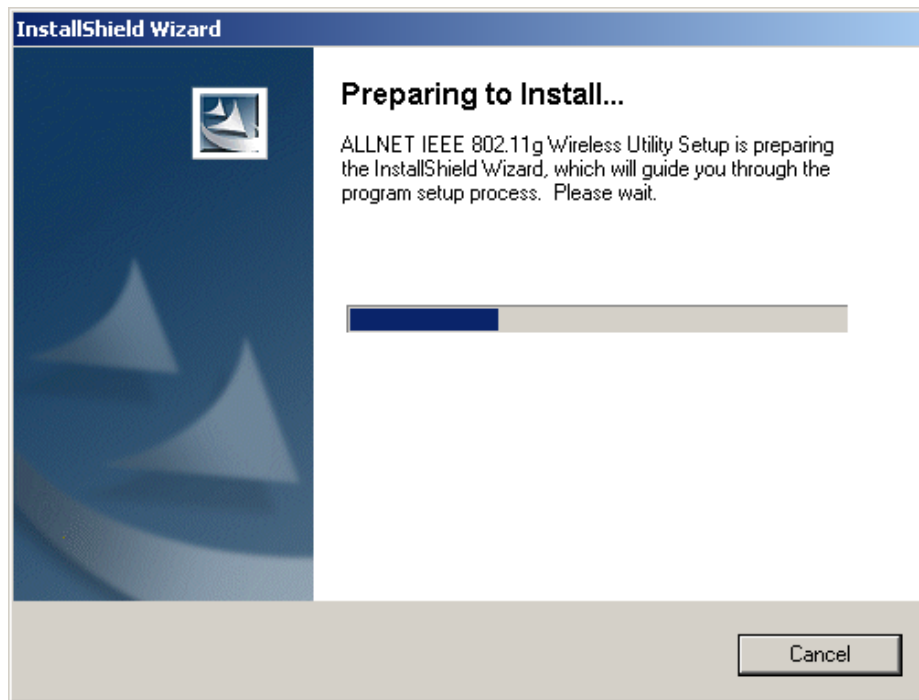 InstallShield Wizard
Preparing to Install...
ALLNET IEEE 802.11g Wireless Utility Setup is preparing
the InstallShield Wizard, which will guide you through the
program setup process.  Please wait.
Cancel